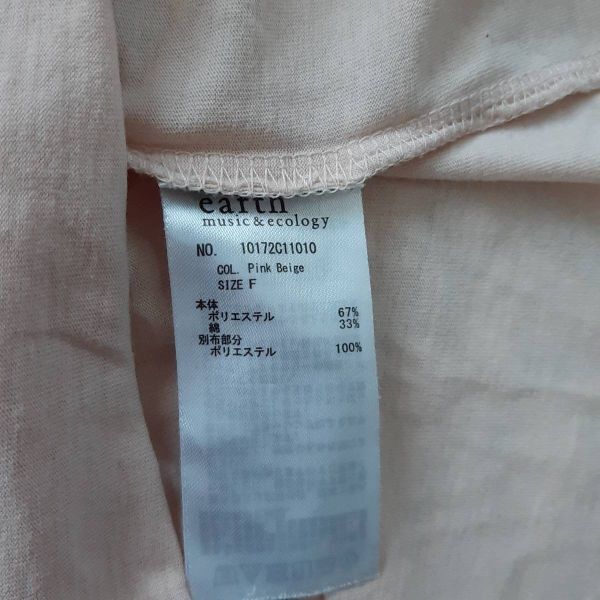 earth
music&ecology
NO. 10172C11010
COL. Pink Beige
SIZE F
本体
ポリエステル 67%
綿 33%
別布部分
ポリエステル 100%